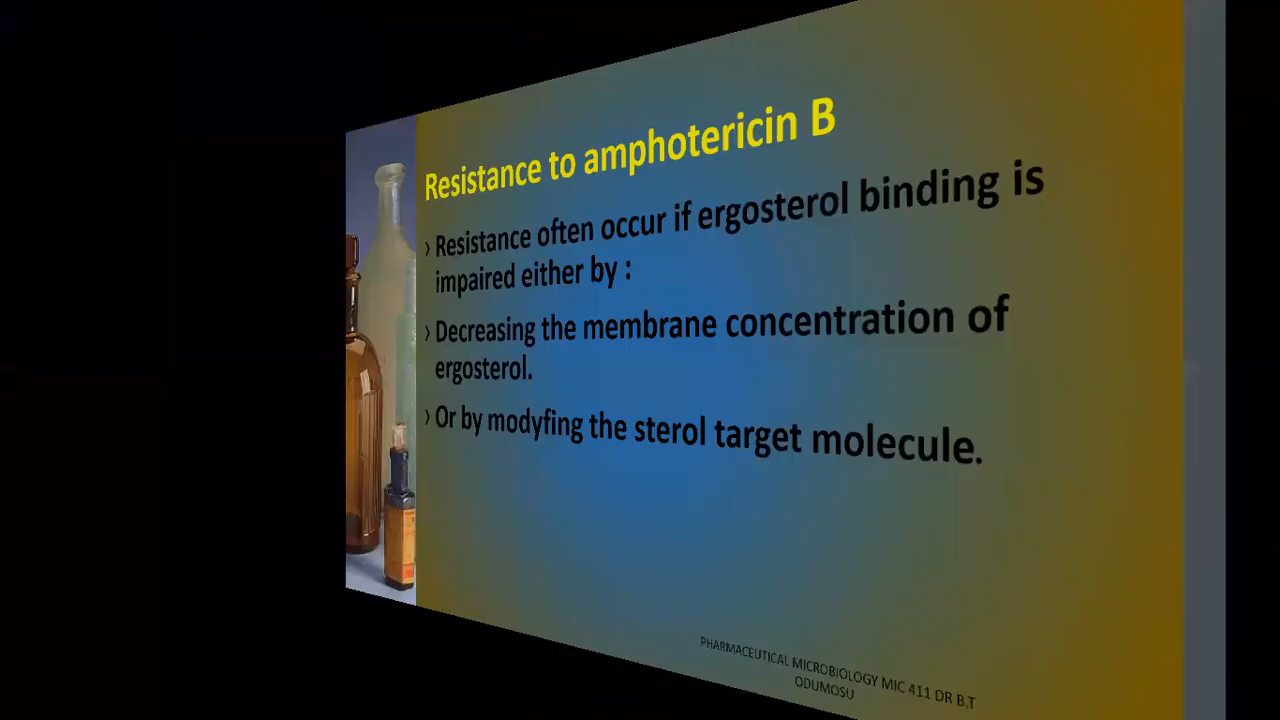 Resistance to amphotericin B
› Resistance often occur if ergosterol binding is
impaired either by :
› Decreasing the membrane concentration of
ergosterol.
› Or by modyfing the sterol target molecule.
PHARMACEUTICAL MICROBIOLOGY MIC 411 DR B.T
ODUMOSU